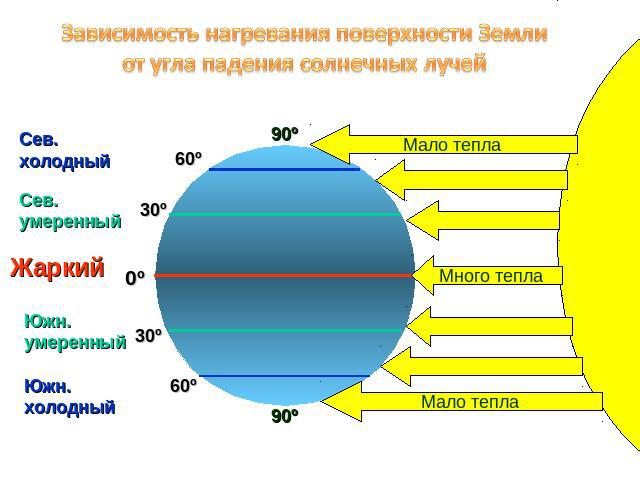 Зависимость нагревания поверхности Земли
от угла падения солнечных лучей
90º
Сев.
холодный
60º
Мало тепла
Сев.
умеренный
30º
Жаркий
0º
Много тепла
Южн.
умеренный
30º
Южн.
холодный
60º
Мало тепла
90º